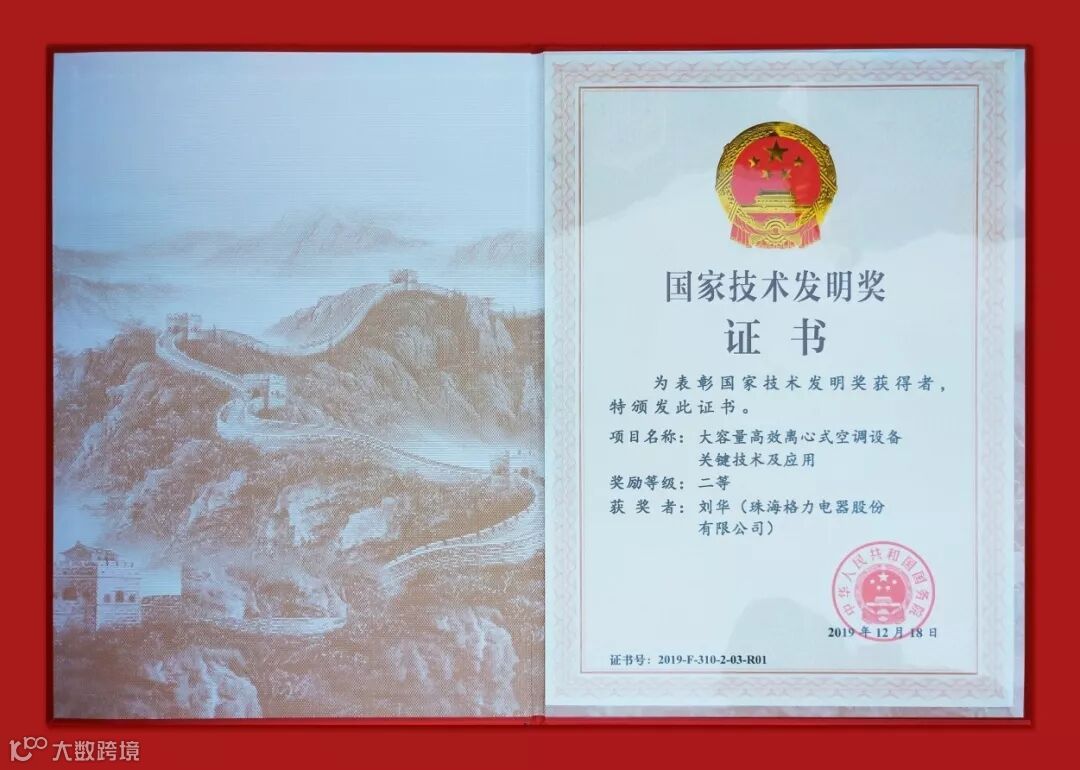 国家技术发明奖
证书
为表彰国家技术发明奖获得者，
特颁发此证书。
项目名称：大容量高效离心式空调设备
关键技术及应用
奖励等级：二等
获奖者：刘华（珠海格力电器股份
有限公司）
中华人民共和国国务院
2019年12月18日
证书号：2019-F-310-2-03-R01
大数跨境